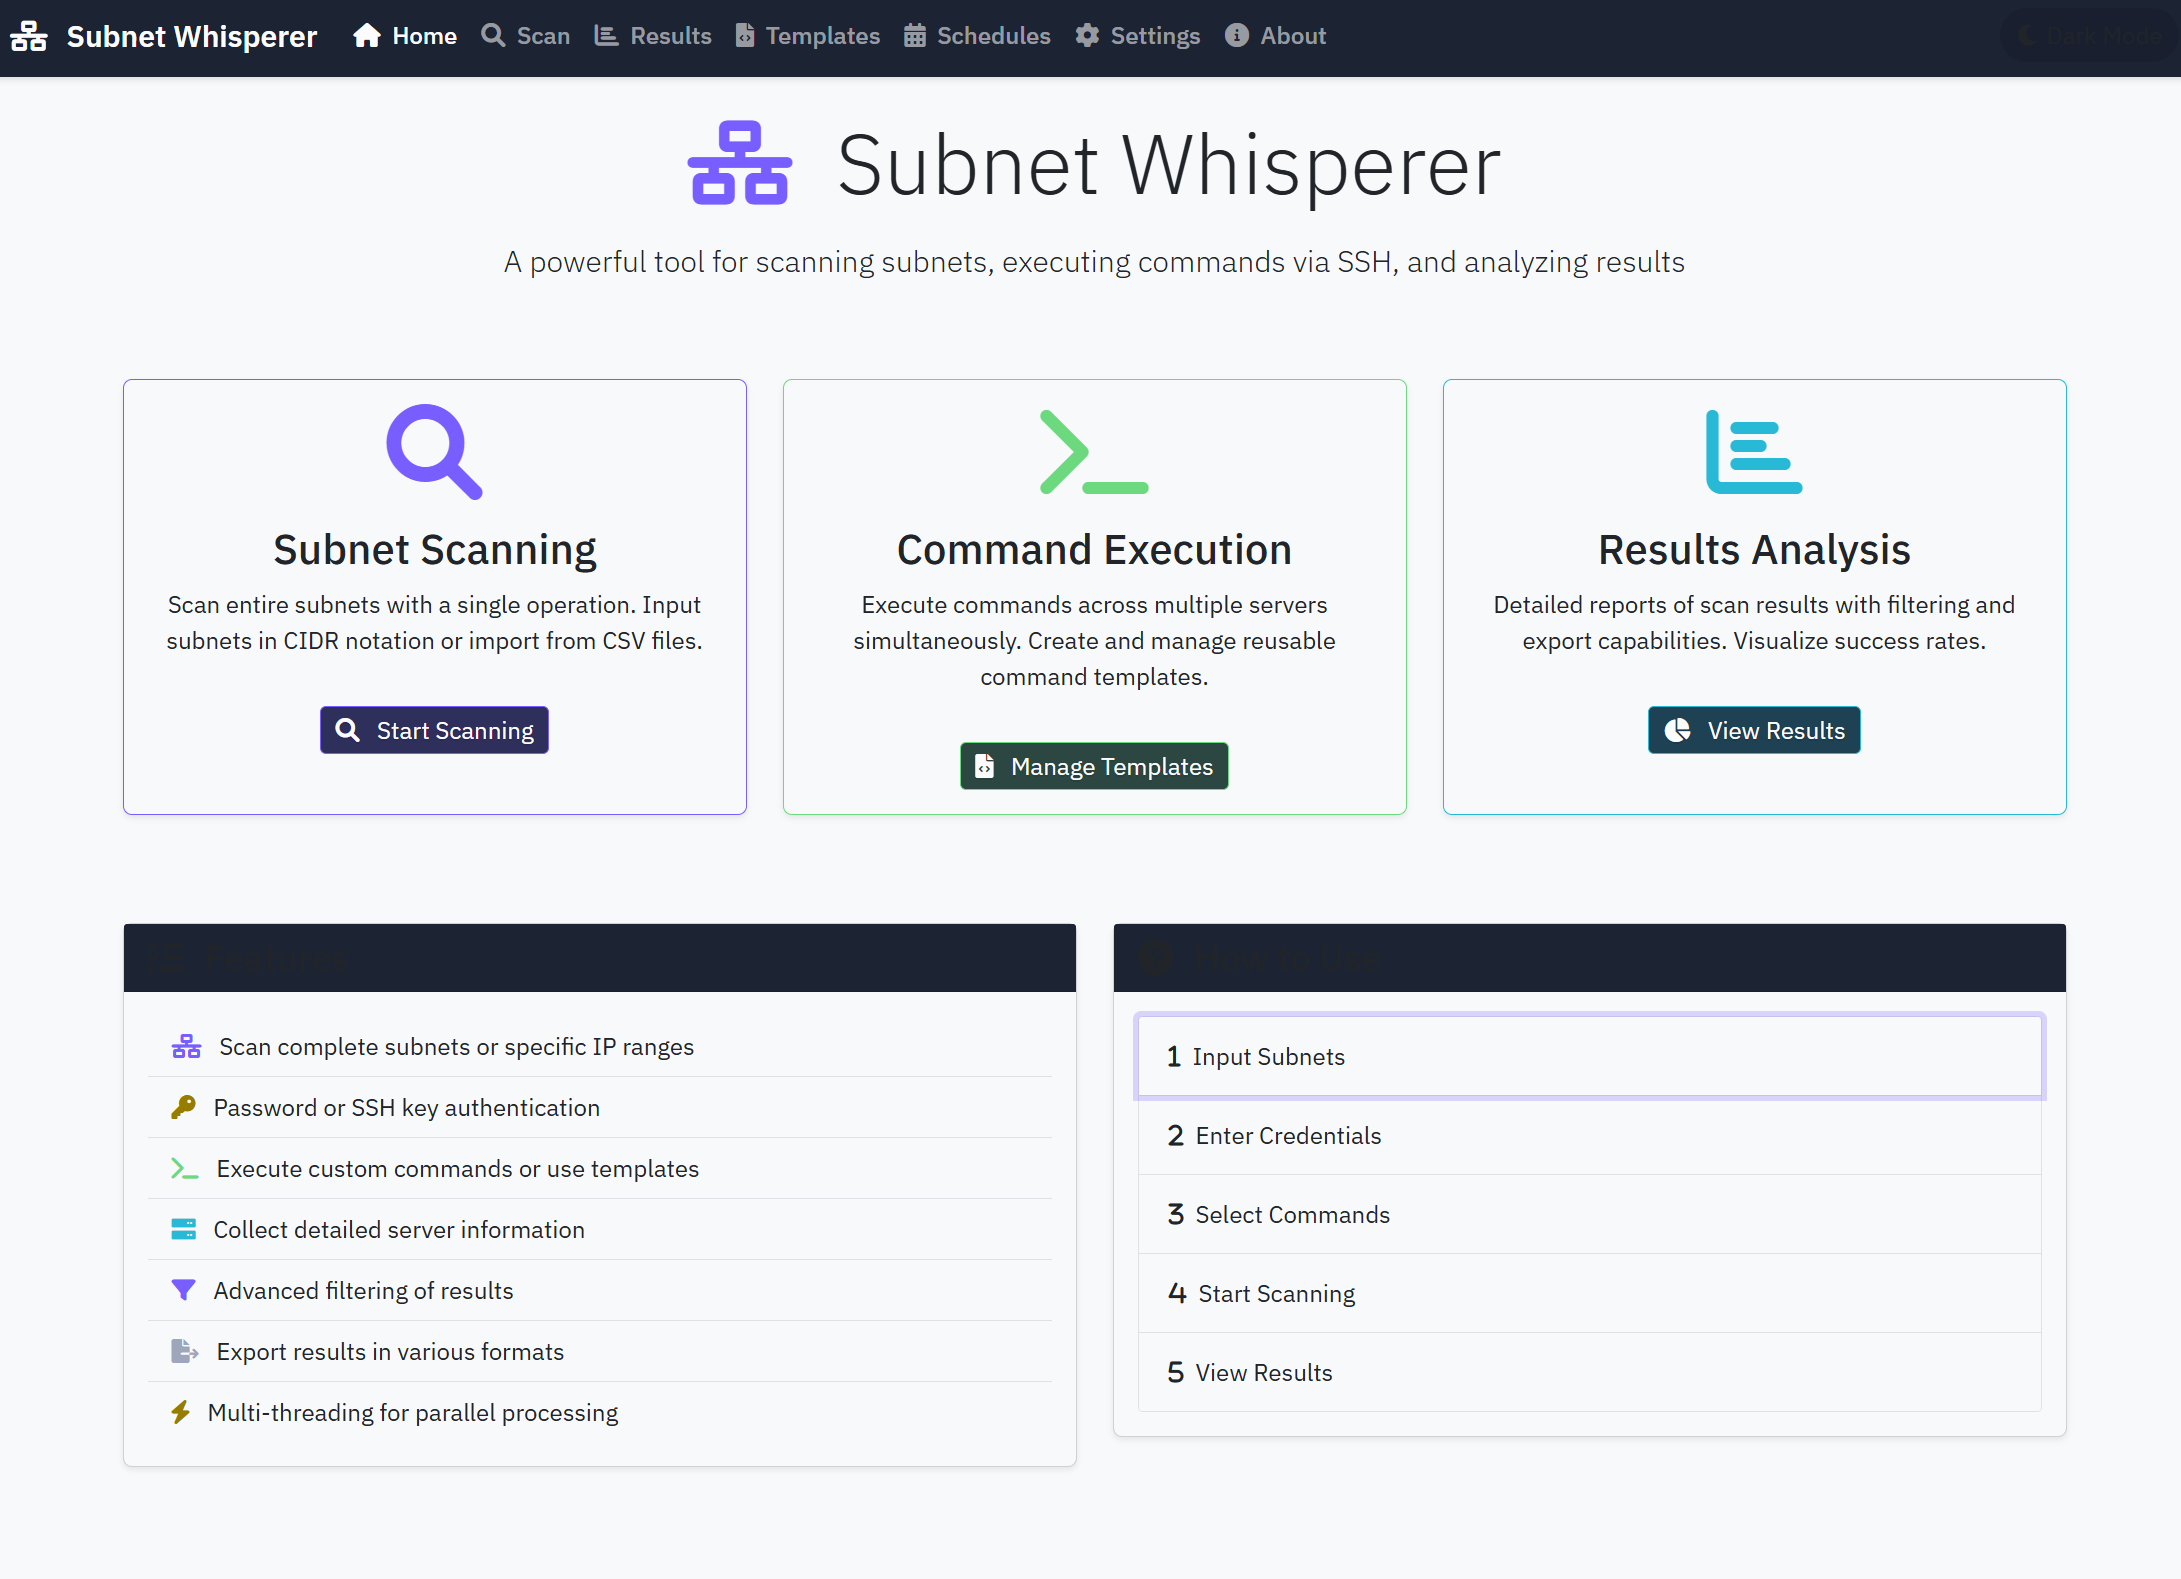 Subnet Whisperer
Home
Scan
Results
Templates
Schedules
Settings
About
Dark Mode
Subnet Whisperer
A powerful tool for scanning subnets, executing commands via SSH, and analyzing results
Subnet Scanning
Scan entire subnets with a single operation. Input
subnets in CIDR notation or import from CSV files.
Start Scanning
Command Execution
Execute commands across multiple servers
simultaneously. Create and manage reusable
command templates.
Manage Templates
Results Analysis
Detailed reports of scan results with filtering and
export capabilities. Visualize success rates.
View Results
Features
Scan complete subnets or specific IP ranges
Password or SSH key authentication
Execute custom commands or use templates
Collect detailed server information
Advanced filtering of results
Export results in various formats
Multi-threading for parallel processing
How to Use
1 Input Subnets
2 Enter Credentials
3 Select Commands
4 Start Scanning
5 View Results